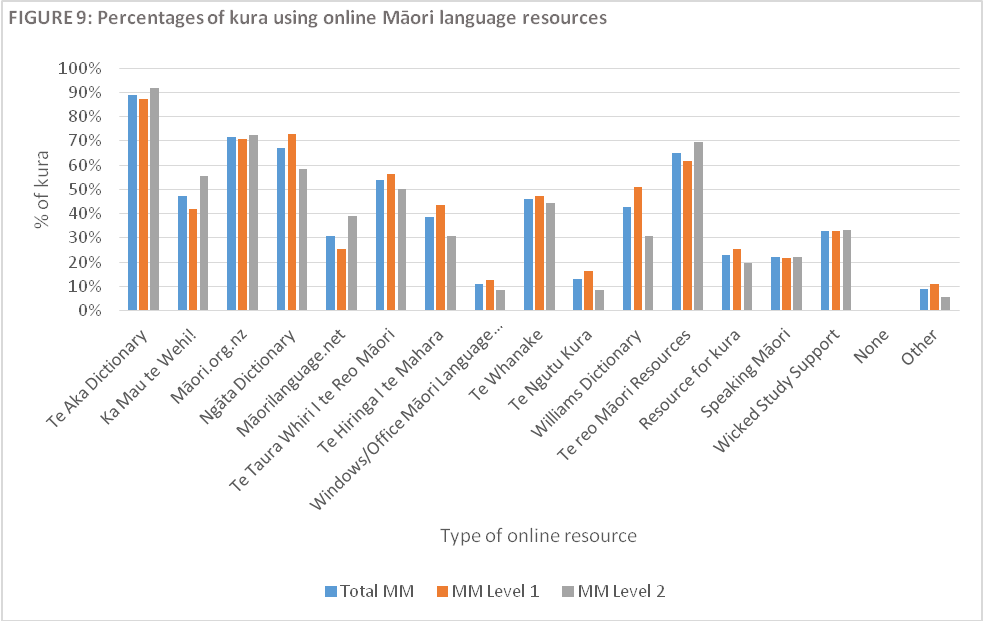 FIGURE 9: Percentages of kura using online Māori language resources
100%
90%
80%
70%
60%
50%
40%
30%
20%
10%
0%
% of kura
Te Aka Dictionary
Ka Mau te Wehi!
Māori.org.nz
Ngāta Dictionary
Māorilanguage.net
Te Taura Whiri I te Reo Māori
Te Hiringa I te Mahara
Windows/Office Māori Language...
Te Whanake
Te Ngutu Kura
Williams Dictionary
Te reo Māori Resources
Resource for kura
Speaking Māori
Wicked Study Support
None
Other
Type of online resource
Total MM
MM Level 1
MM Level 2